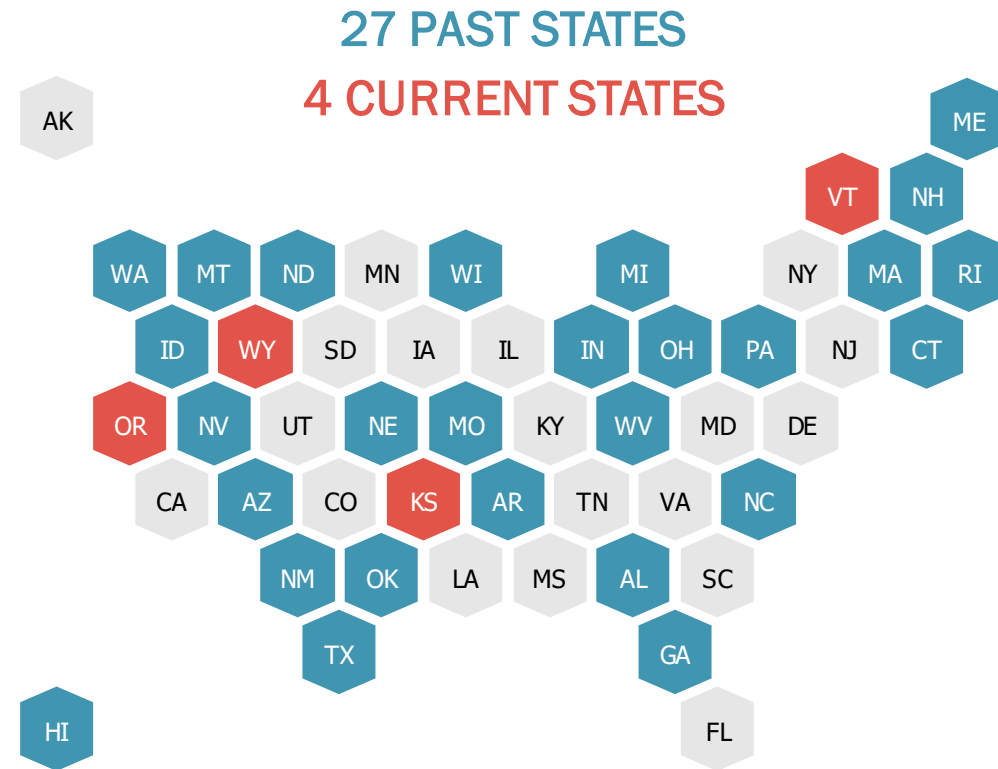 27 PAST STATES
4 CURRENT STATES
AK
ME
VT NH
WA MT ND MN WI MI NY MA RI
ID WY SD IA IL IN OH PA NJ CT
OR NV UT NE MO KY WV MD DE
CA AZ CO KS AR TN VA NC
NM OK LA MS AL SC
TX GA
HI FL